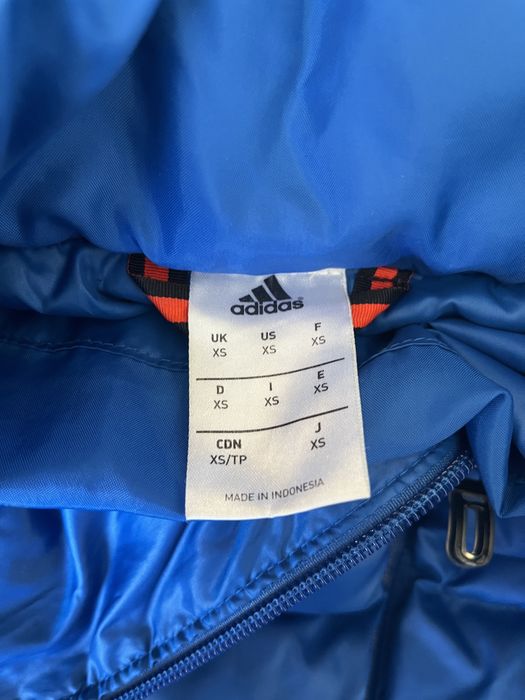 adidas
UK US F
XS XS XS
D I E
XS XS XS
CDN J
XS/TP XS
MADE IN INDONESIA